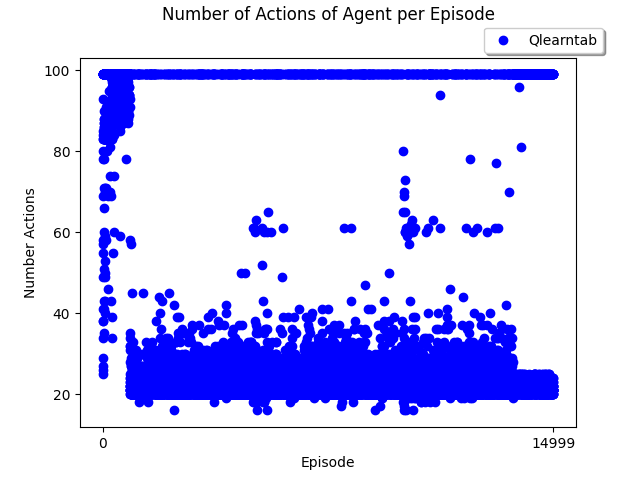 Number of Actions of Agent per Episode
Qlearntab
100
80
60
40
20
Number Actions
0
14999
Episode